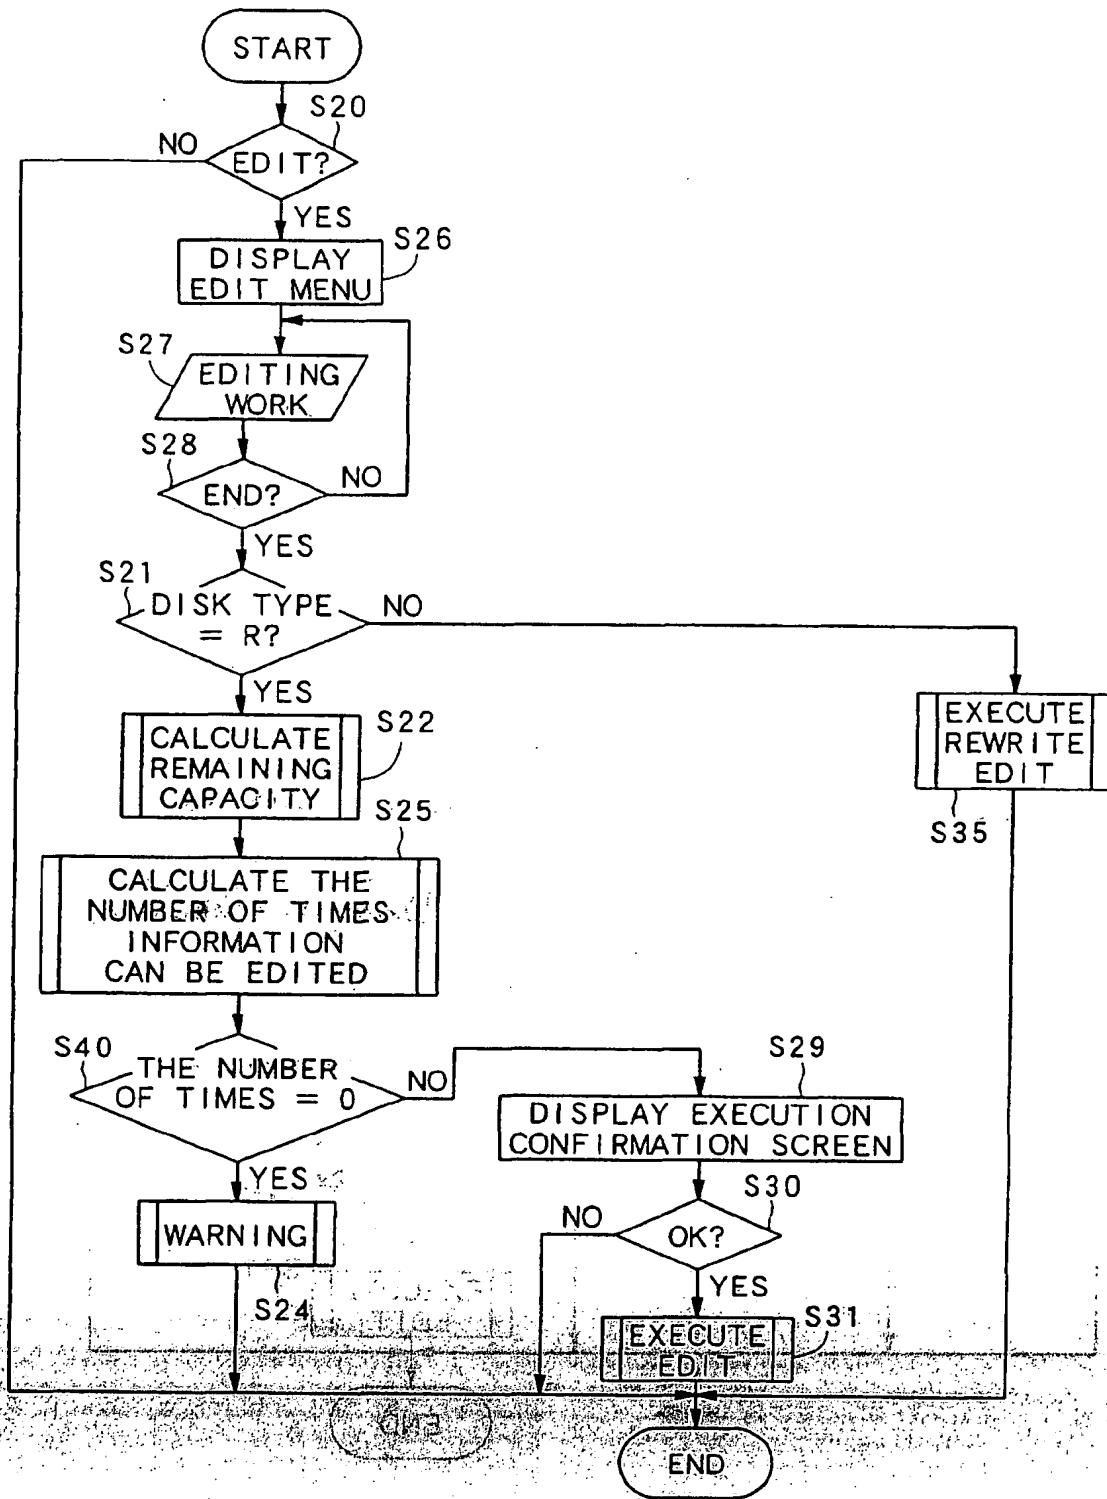 START
S20
NO
EDIT?
YES
S26
DISPLAY
EDIT MENU
S27
EDITING
WORK
S28
NO
END?
YES
S21
DISK TYPE
= R?
NO
YES
S22
CALCULATE
REMAINING
CAPACITY
EXECUTE
REWRITE
EDIT
S35
S25
CALCULATE THE
NUMBER OF TIMES
INFORMATION
CAN BE EDITED
S40
THE NUMBER
OF TIMES = 0
NO
S29
DISPLAY EXECUTION
CONFIRMATION SCREEN
YES
S30
NO
OK?
WARNING
YES
S24
S31
EXECUTE
EDIT
END